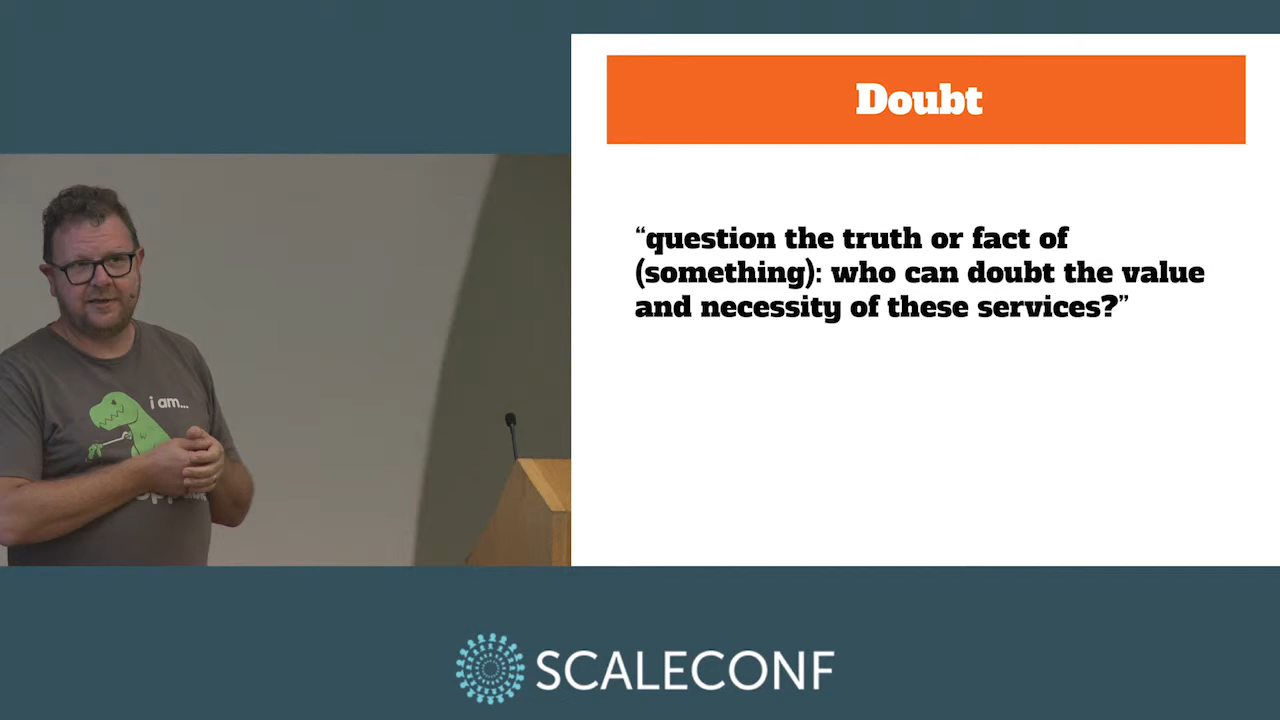 Doubt
“question the truth or fact of
(something): who can doubt the value
and necessity of these services?”
i am...
SCALECONF